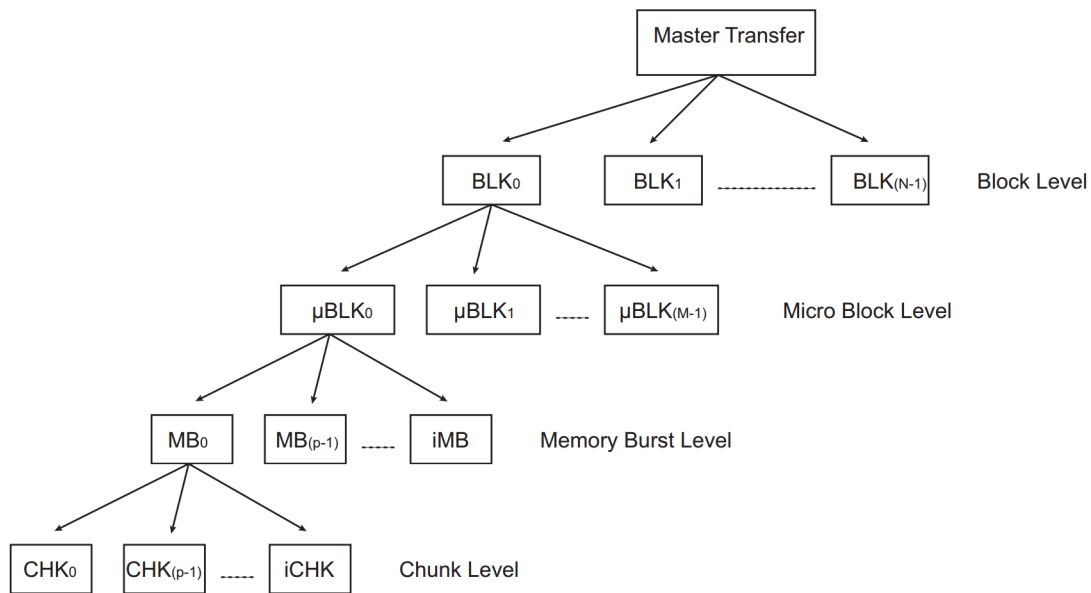 Master Transfer
BLK0 BLK1 BLK(N-1) Block Level
µBLK0 µBLK1 µBLK(M-1) Micro Block Level
MB0 MB(p-1) iMB Memory Burst Level
CHK0 CHK(p-1) iCHK Chunk Level